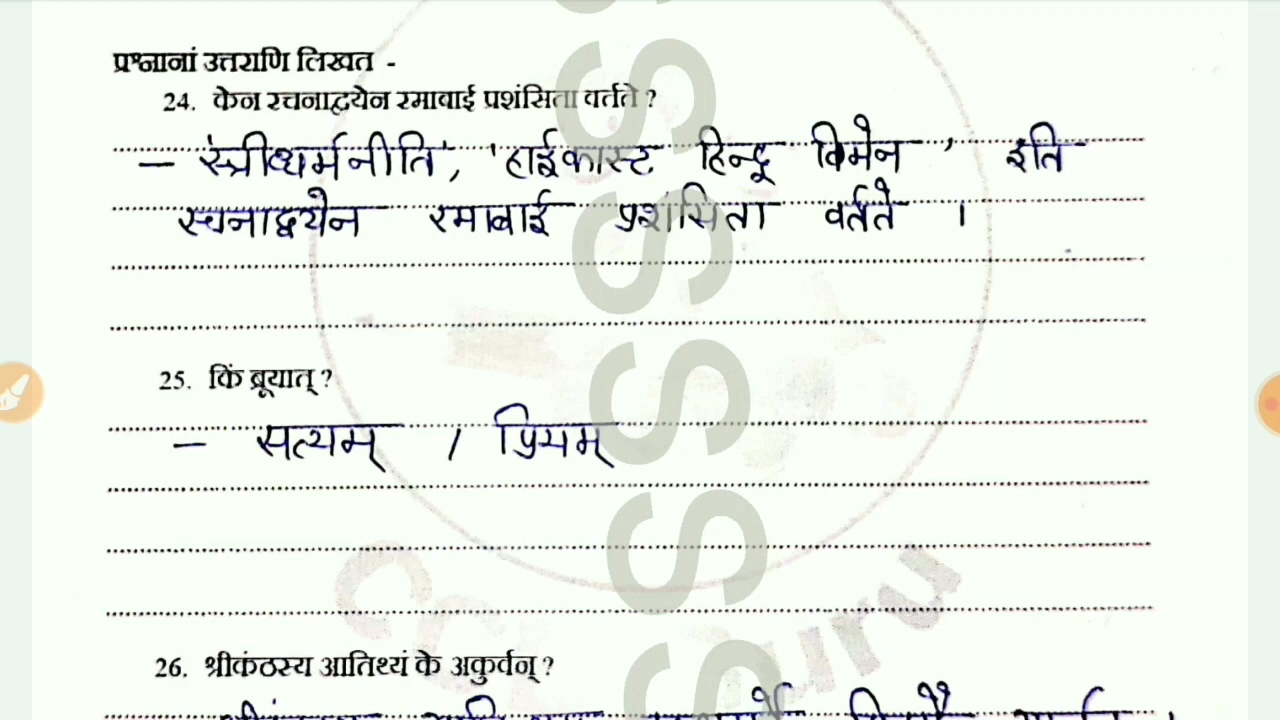 प्रश्नानां उत्तराणि लिखत -
24. केन रचनाद्वयेन रमाबाई प्रशंसिता वर्तते ?
– स्त्रीधर्मनीति, 'हाईकास्ट हिन्दू विमेन' इति
रचनाद्वयेन रमाबाई प्रशंसिता वर्तते ।
25. किं ब्रूयात् ?
– सत्यम् / प्रियम्
26. श्रीकंठस्य आतिथ्यं के अकुर्वन् ?